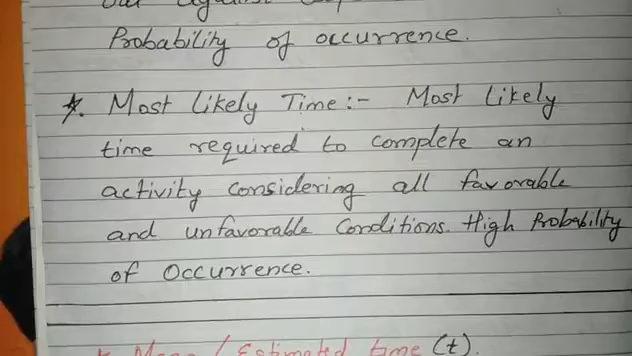 Probability of occurrence.
* Most likely Time :- Most likely
time required to complete an
activity Considering all favorable
and unfavorable Conditions. High Probability
of Occurrence.
Mean / Estimated time (t).